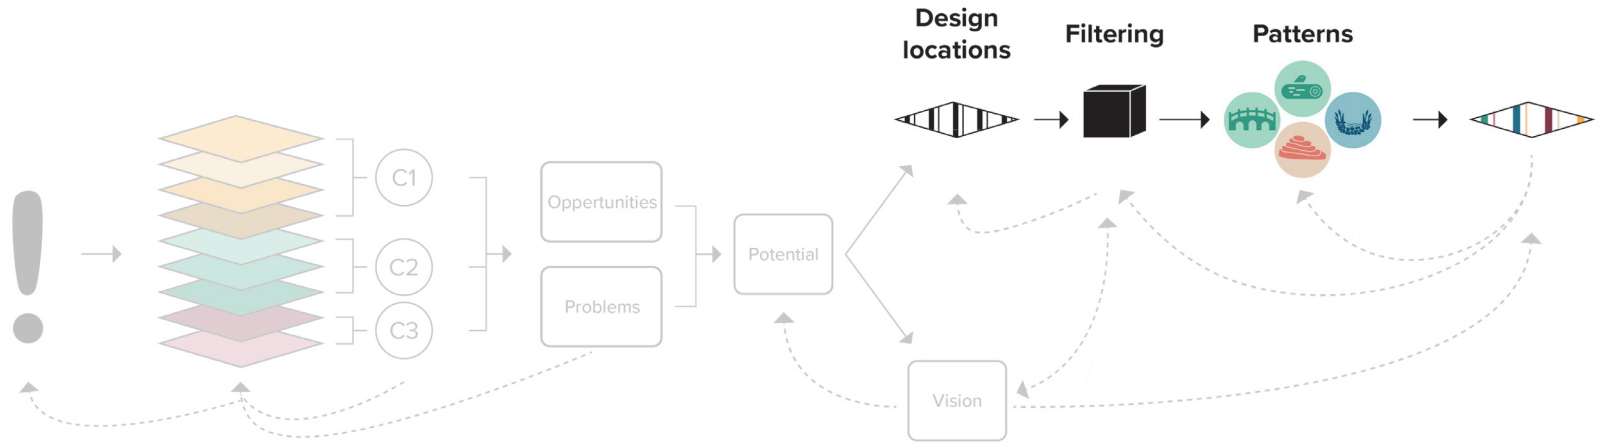 Design
locations
Filtering
Patterns
C1
C2
C3
Oppertunities
Problems
Potential
Vision